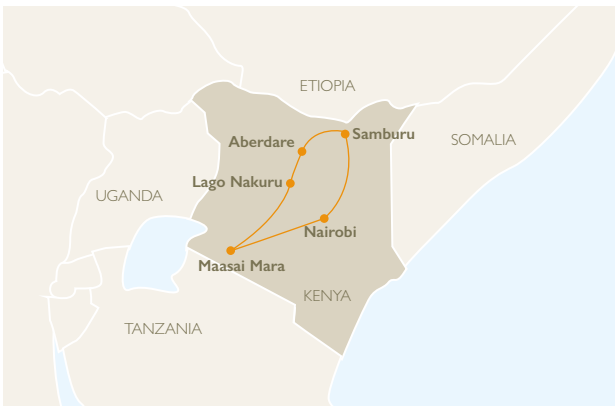 ETIOPIA
Samburu
Aberdare
SOMALIA
Lago Nakuru
UGANDA
Nairobi
Maasai Mara
KENYA
TANZANIA